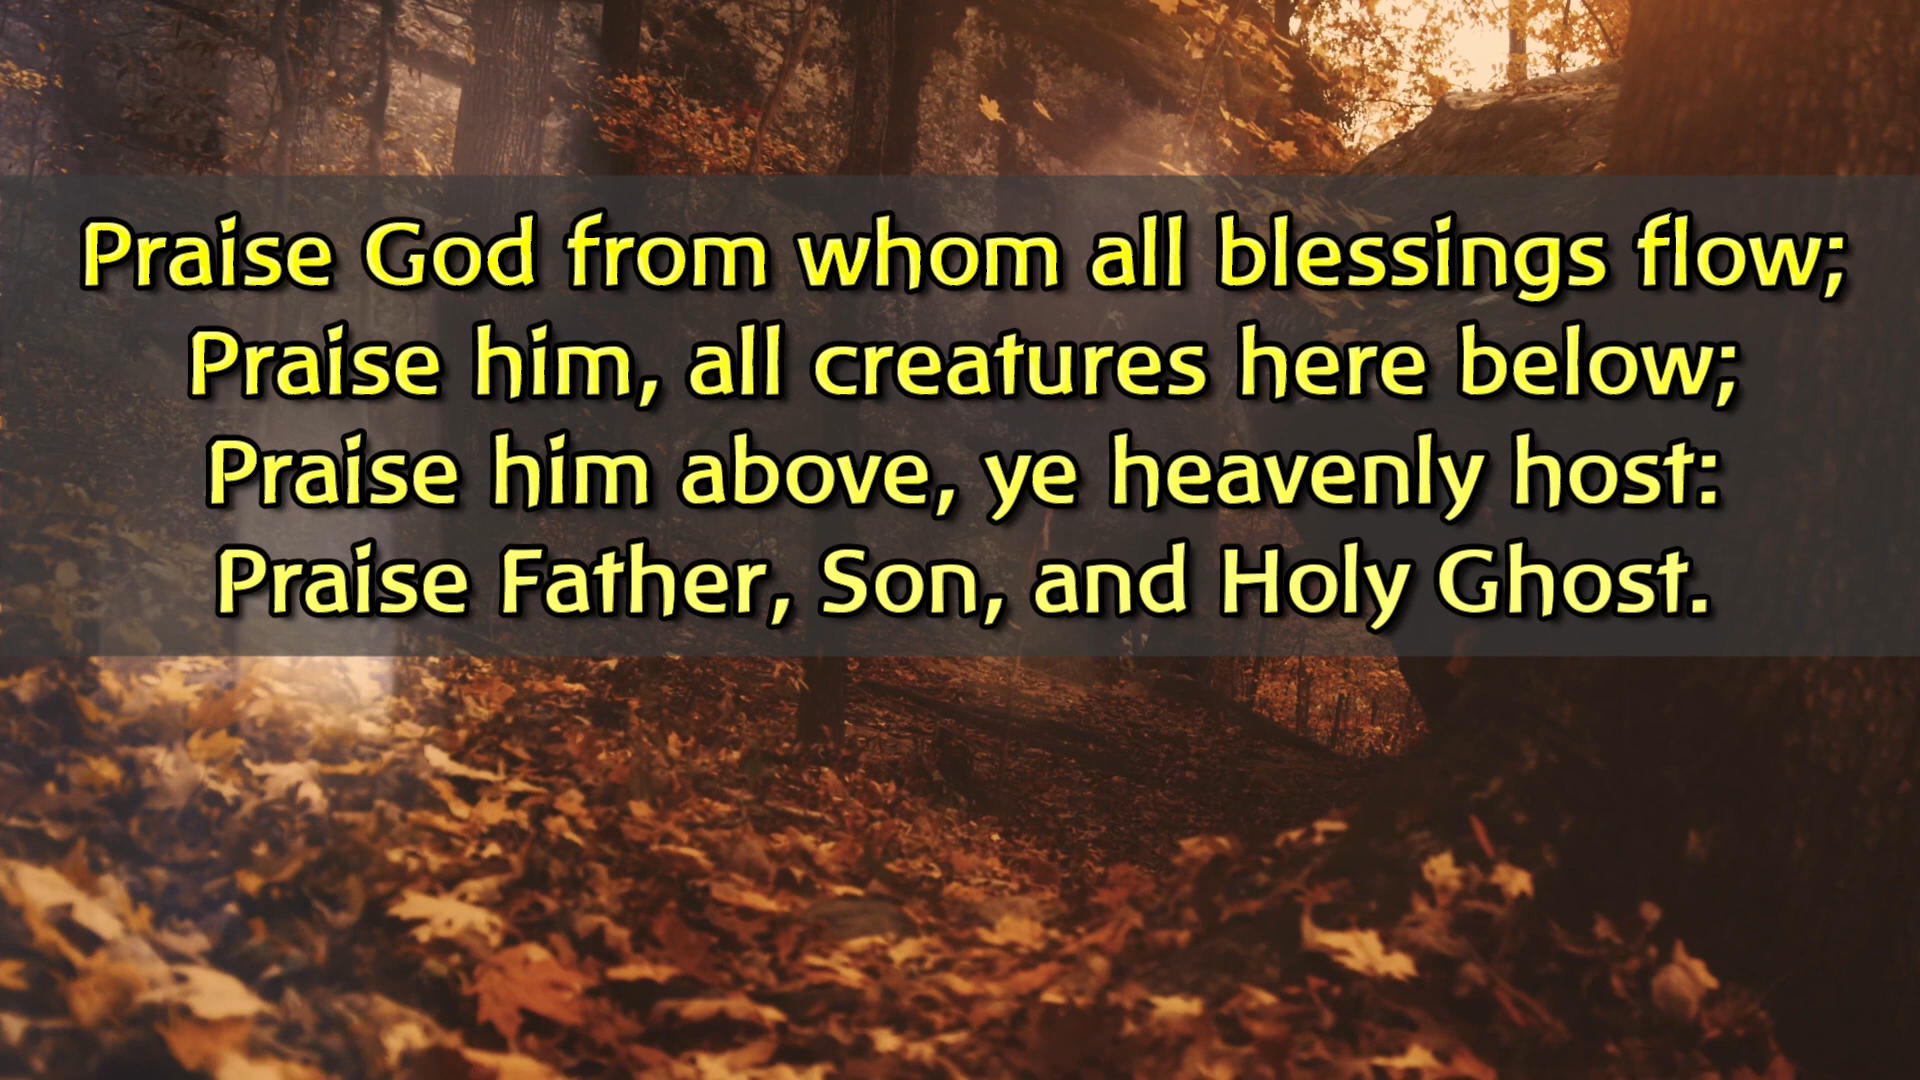 Praise God from whom all blessings flow;
Praise him, all creatures here below;
Praise him above, ye heavenly host:
Praise Father, Son, and Holy Ghost.